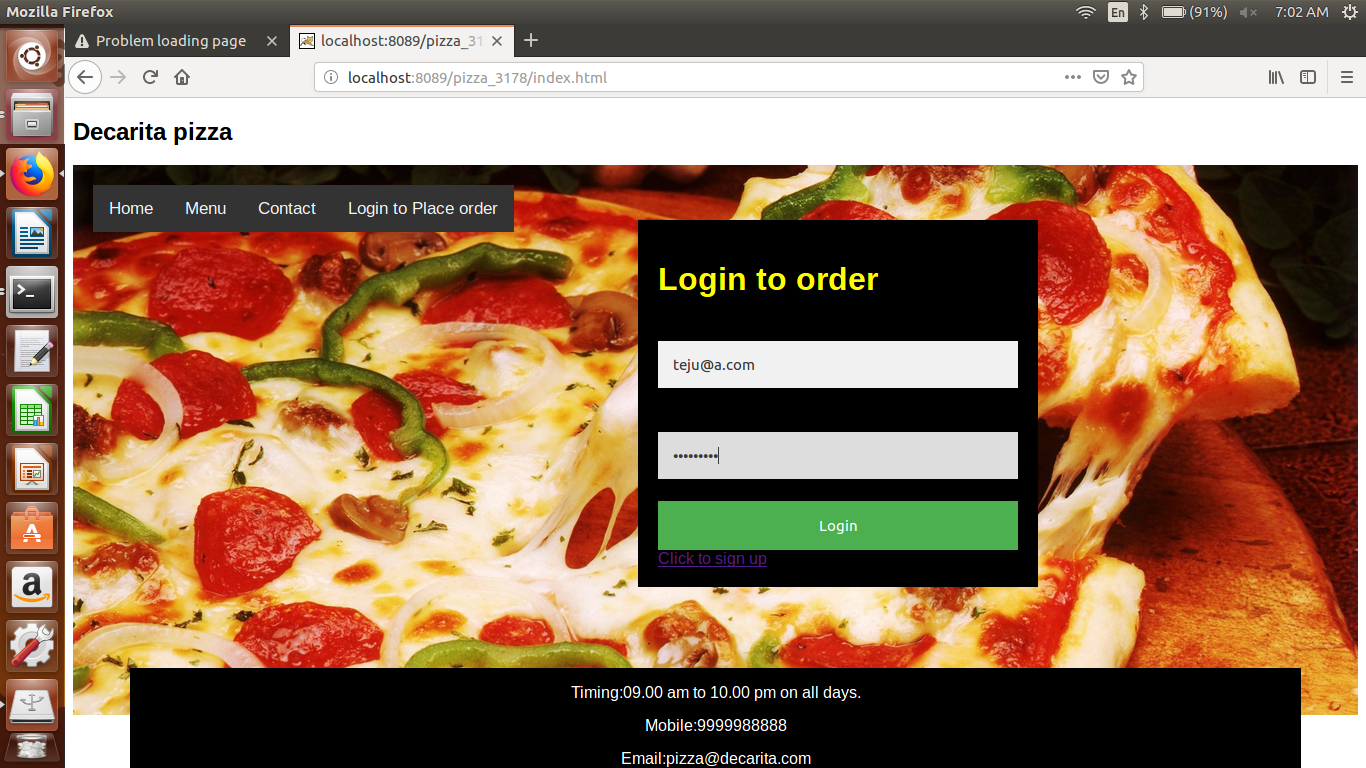 Mozilla Firefox
En
(91%)
7:02 AM
Problem loading page
localhost:8089/pizza_31
localhost:8089/pizza_3178/index.html
Decarita pizza
Home Menu Contact Login to Place order
Login to order
teju@a.com
•••••••••
Login
Click to sign up
Timing:09.00 am to 10.00 pm on all days.
Mobile:9999988888
Email:pizza@decarita.com